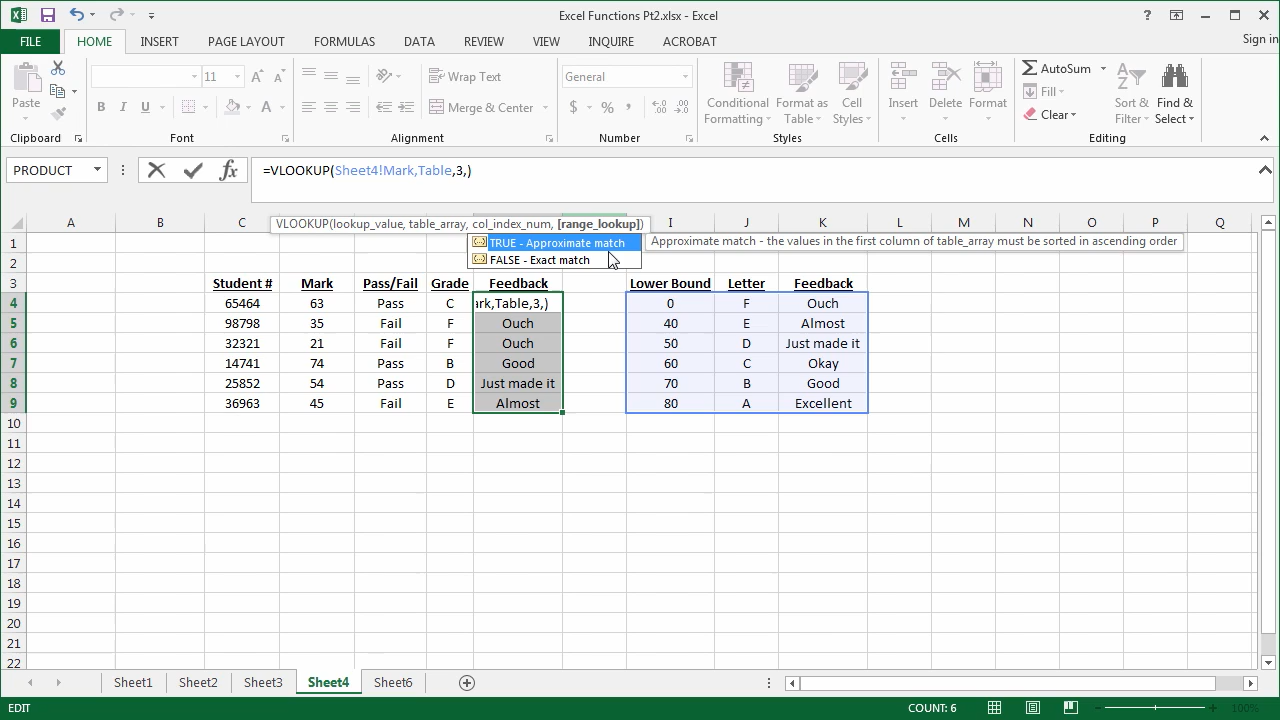 Excel Functions Pt2.xlsx - Excel
?
FILE HOME INSERT PAGE LAYOUT FORMULAS DATA REVIEW VIEW INQUIRE ACROBAT Sign in
Paste
11 A A
B I U A
Wrap Text
Merge & Center
General
$ % ,
Conditional Formatting
Format as Table
Cell Styles
Insert Delete Format
AutoSum
Fill
Clear
Sort & Filter
Find & Select
Clipboard Font Alignment Number Styles Cells Editing
PRODUCT fx =VLOOKUP(Sheet4!Mark,Table,3,)
A B C I J K L M N O P Q
VLOOKUP(lookup_value, table_array, col_index_num, [range_lookup])
TRUE - Approximate match
Approximate match - the values in the first column of table_array must be sorted in ascending order
FALSE - Exact match
1
2
3 Student # Mark Pass/Fail Grade Feedback Lower Bound Letter Feedback
4 65464 63 Pass C ark,Table,3,) 0 F Ouch
5 98798 35 Fail F Ouch 40 E Almost
6 32321 21 Fail F Ouch 50 D Just made it
7 14741 74 Pass B Good 60 C Okay
8 25852 54 Pass D Just made it 70 B Good
9 36963 45 Fail E Almost 80 A Excellent
10
11
12
13
14
15
16
17
18
19
20
21
22
Sheet1 Sheet2 Sheet3 Sheet4 Sheet6
EDIT COUNT: 6 100%